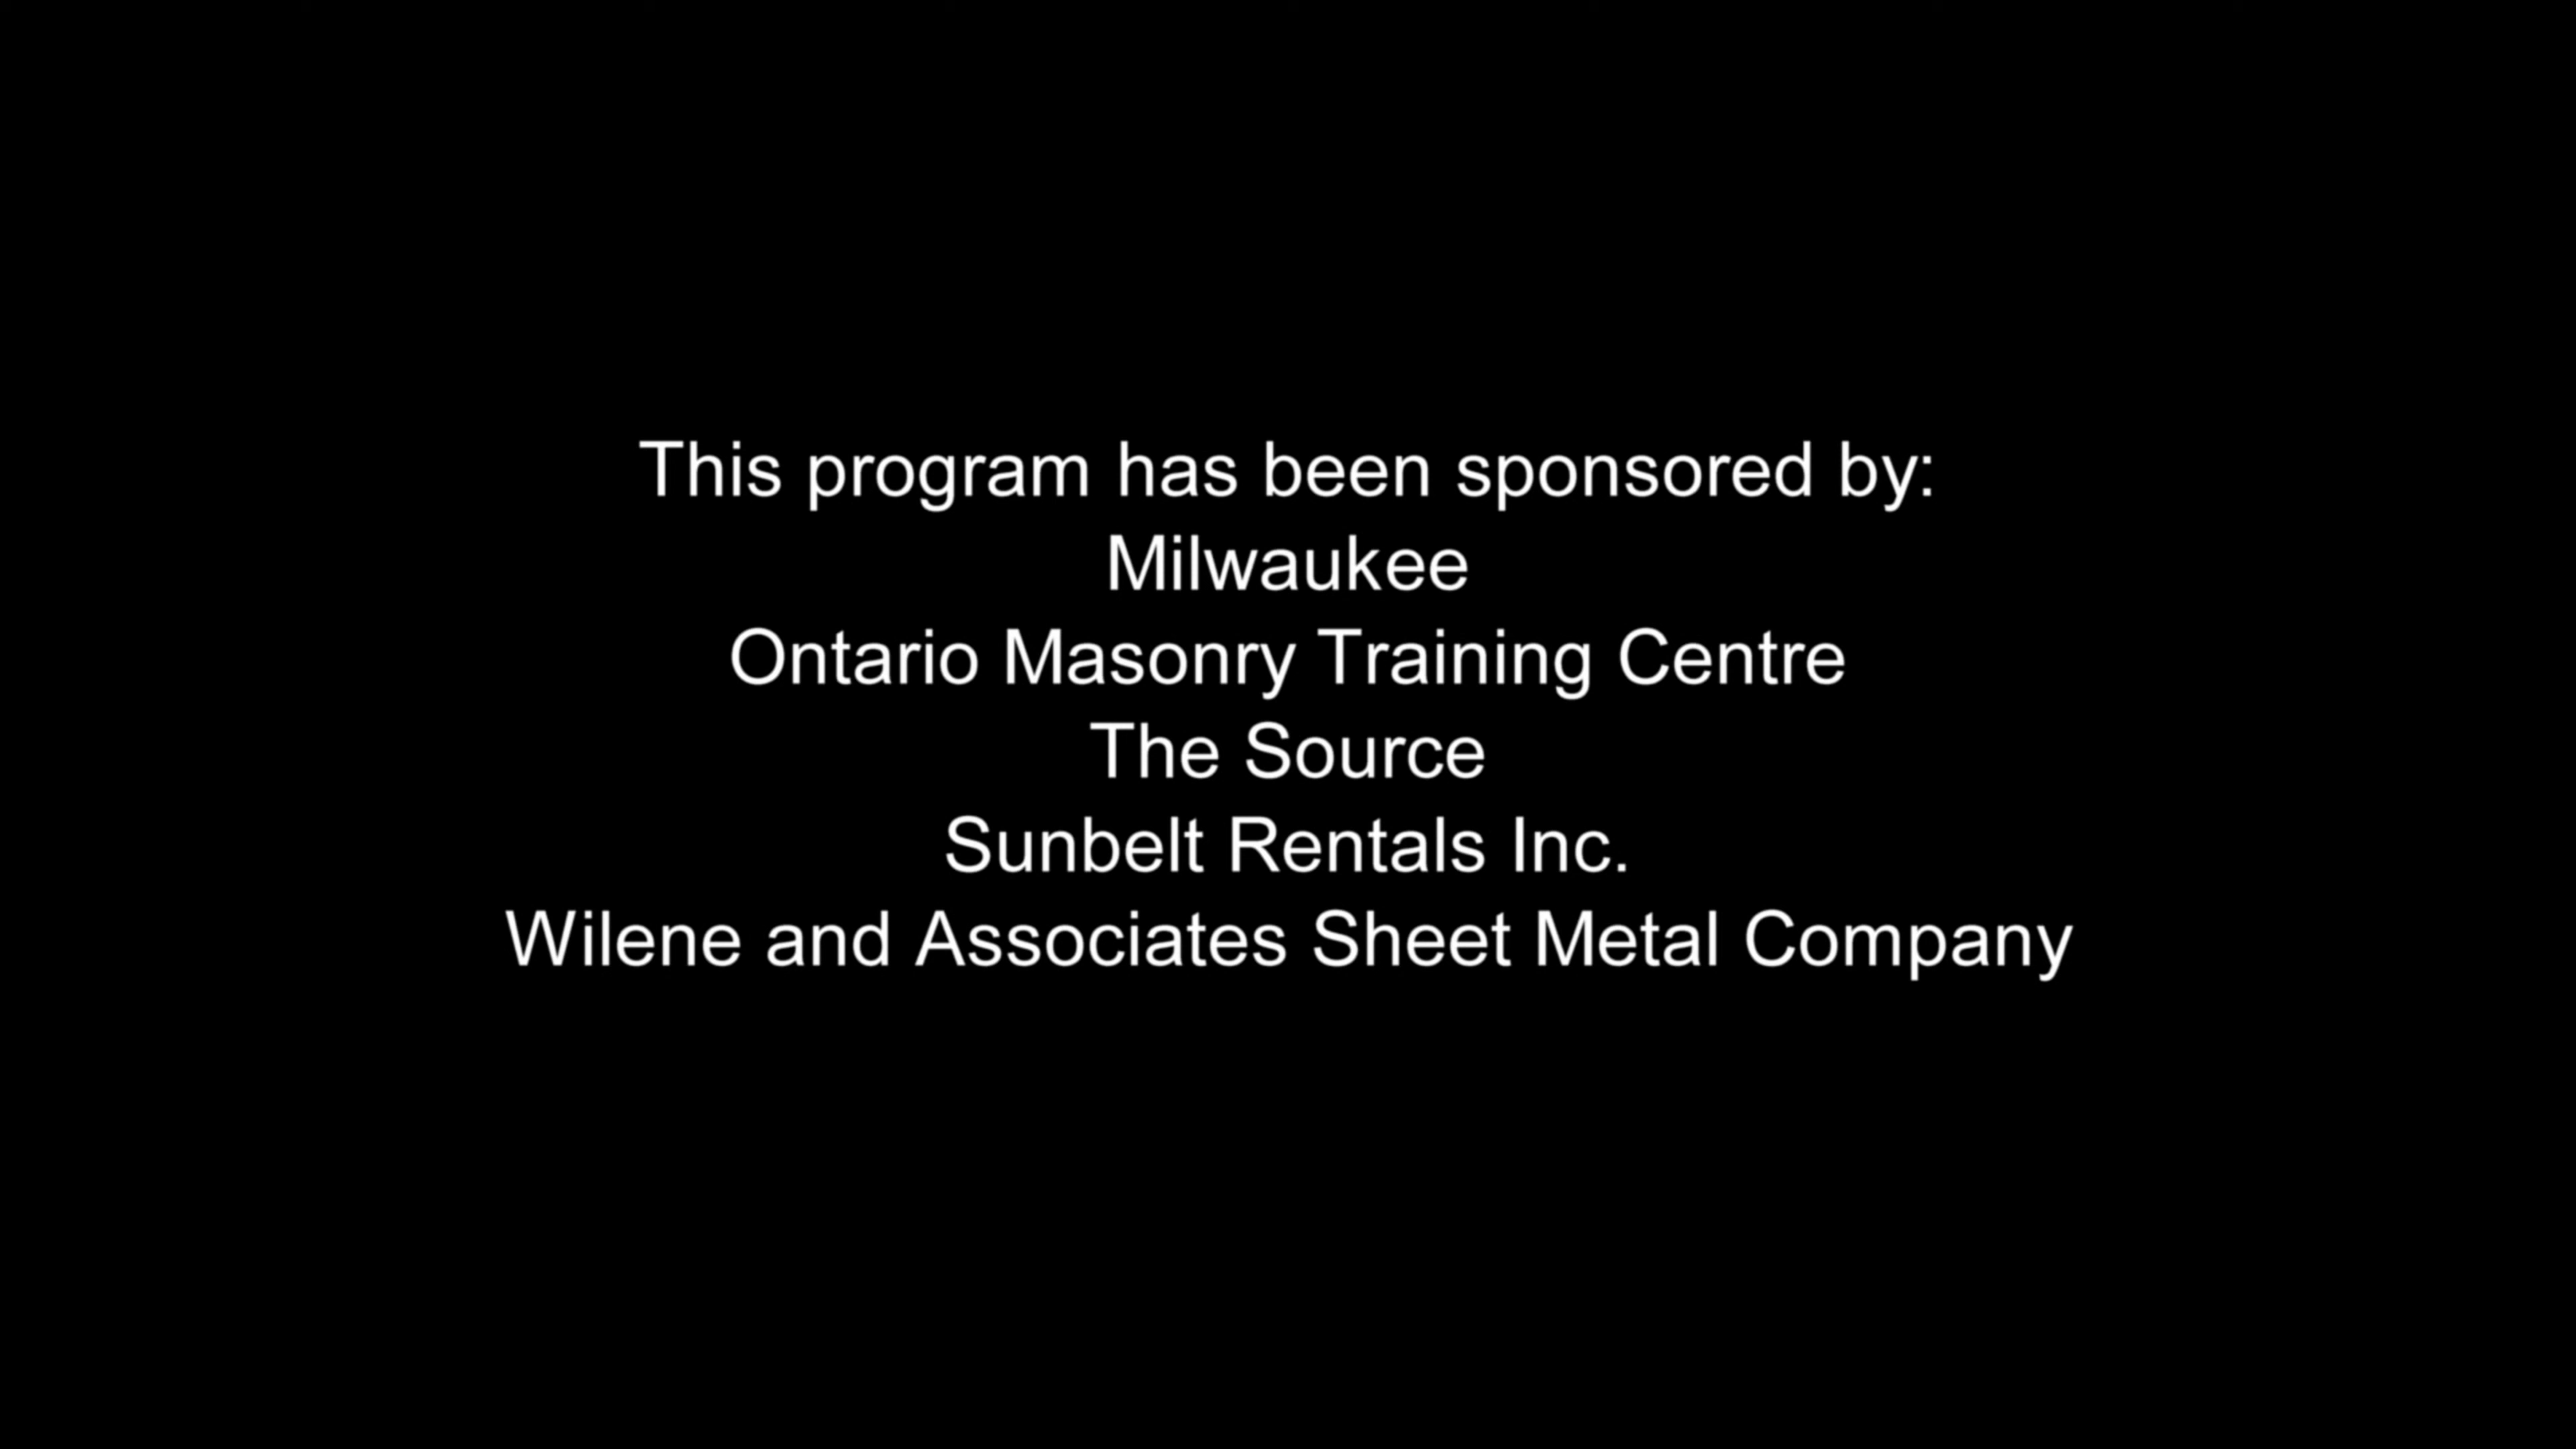 This program has been sponsored by:
Milwaukee
Ontario Masonry Training Centre
The Source
Sunbelt Rentals Inc.
Wilene and Associates Sheet Metal Company